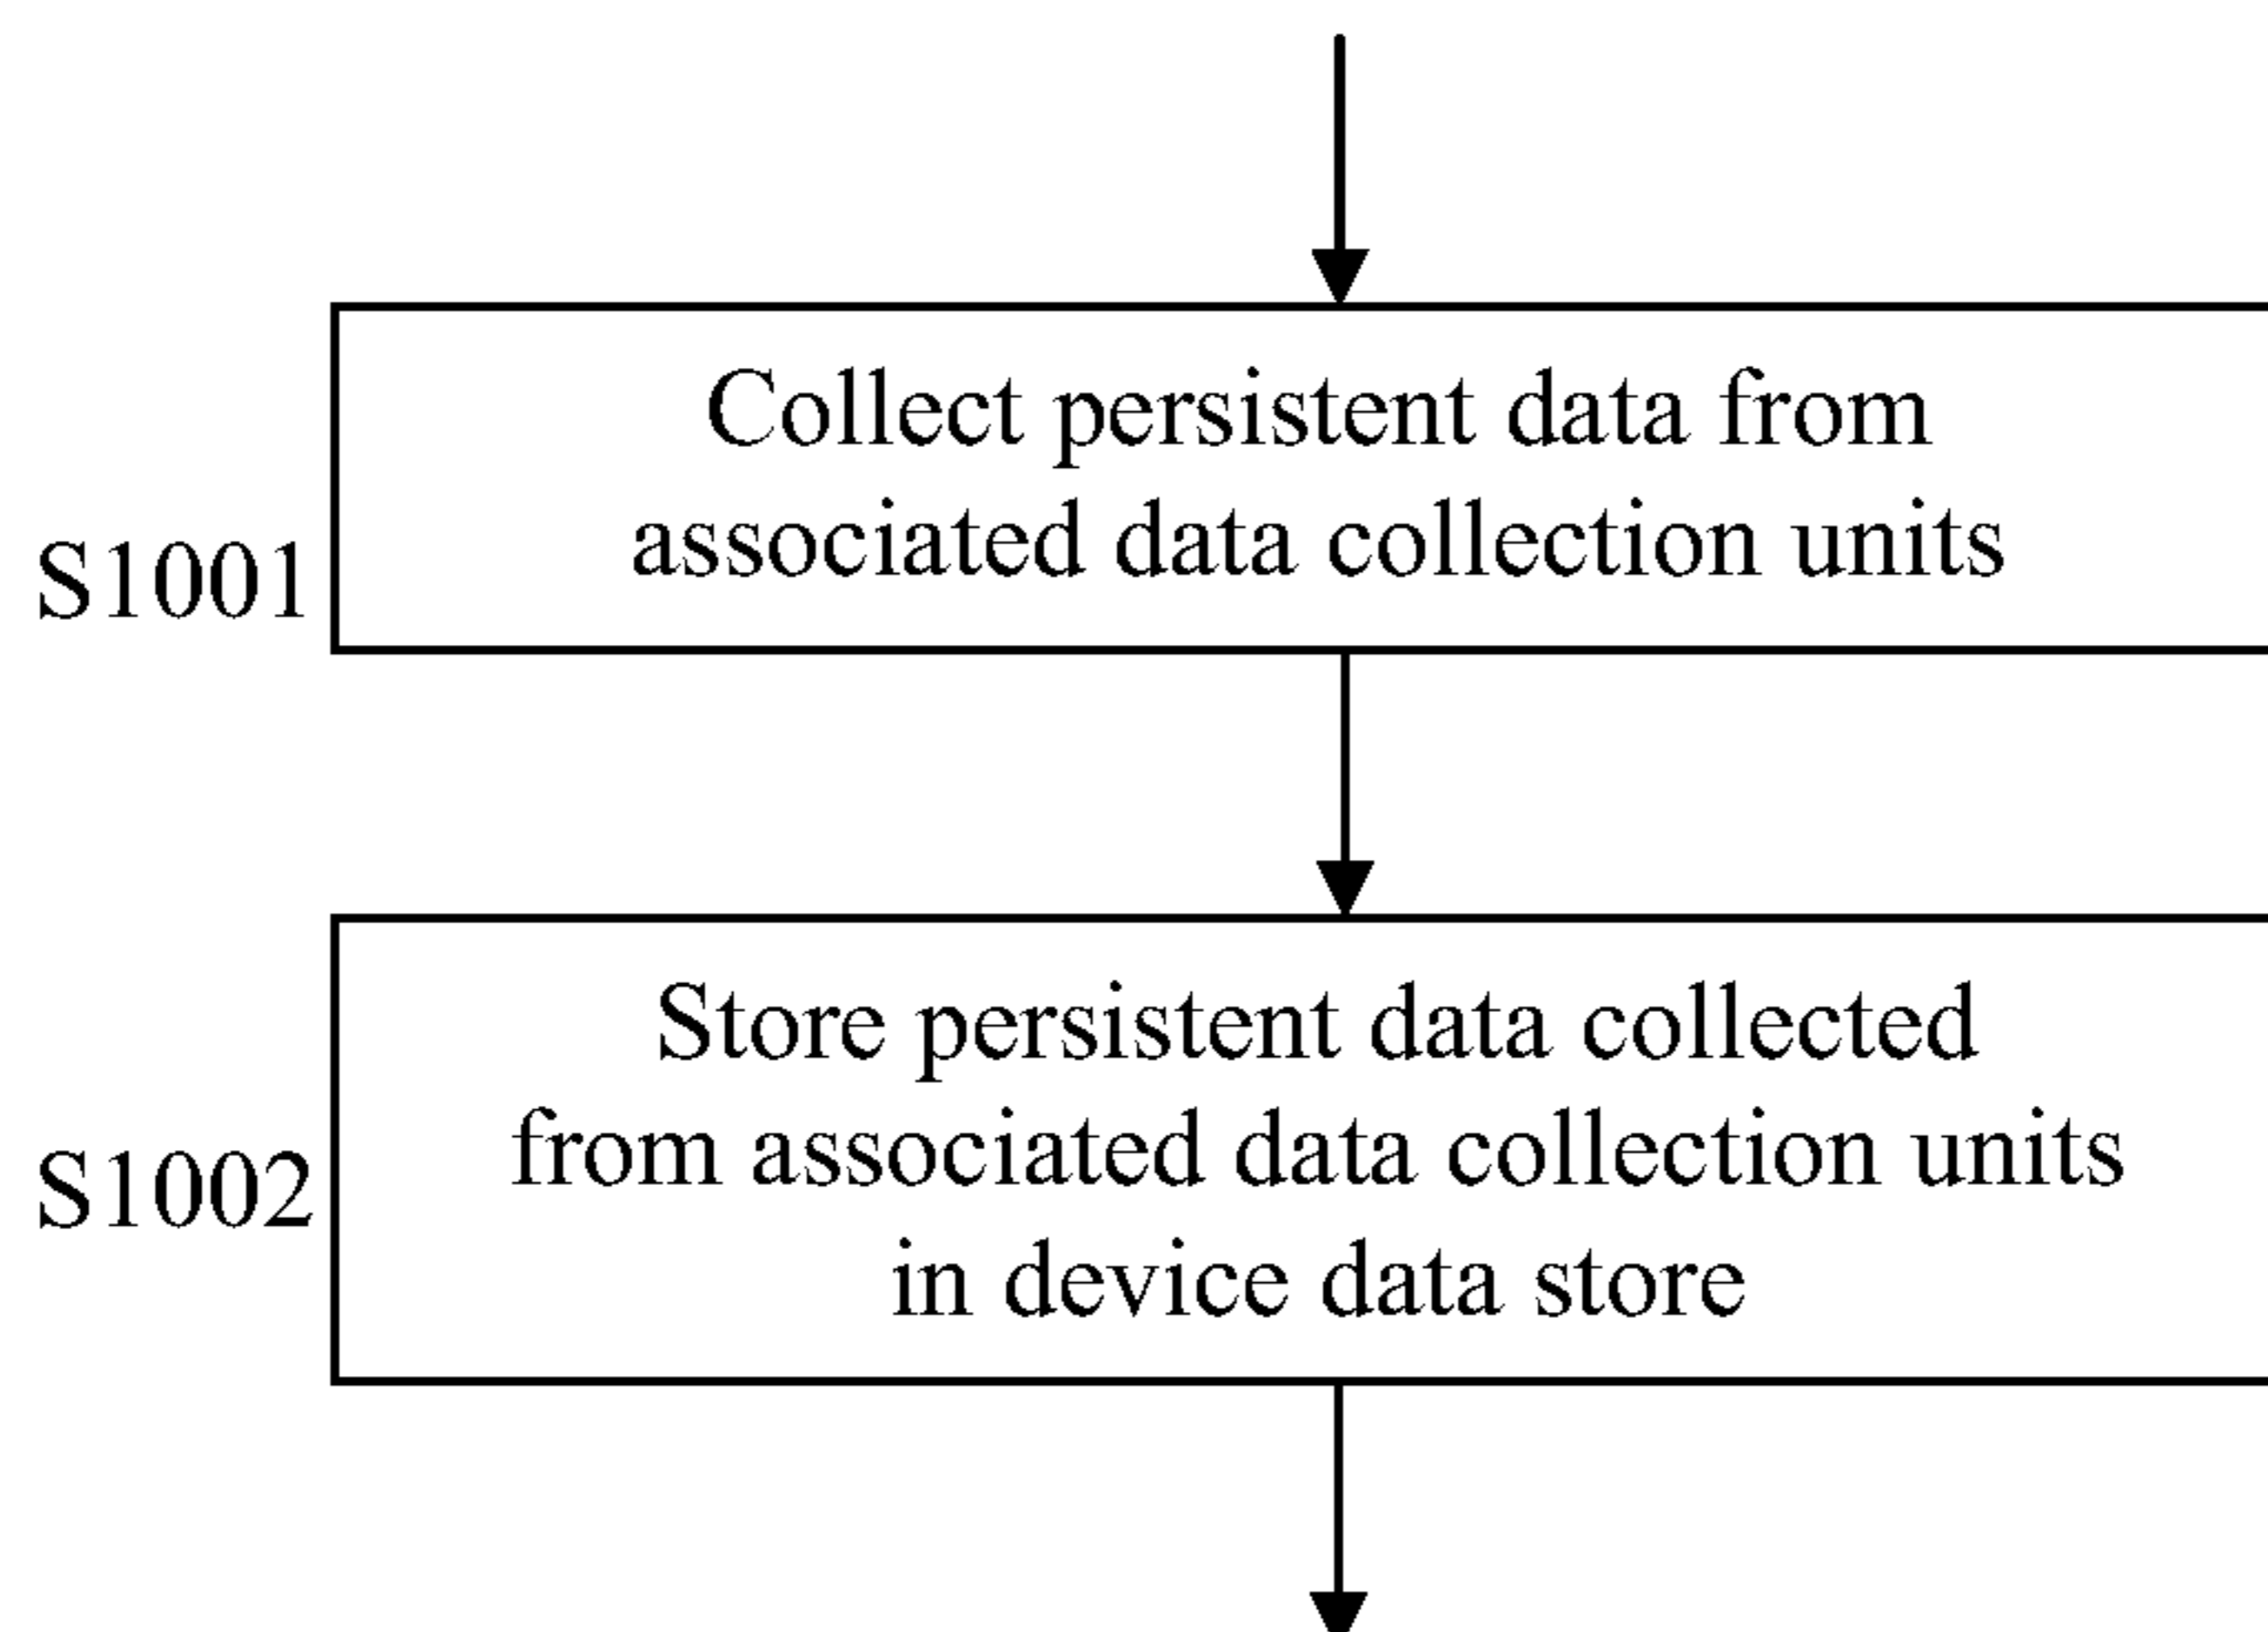 Collect persistent data from
associated data collection units
S1001
Store persistent data collected
from associated data collection units
S1002
in device data store